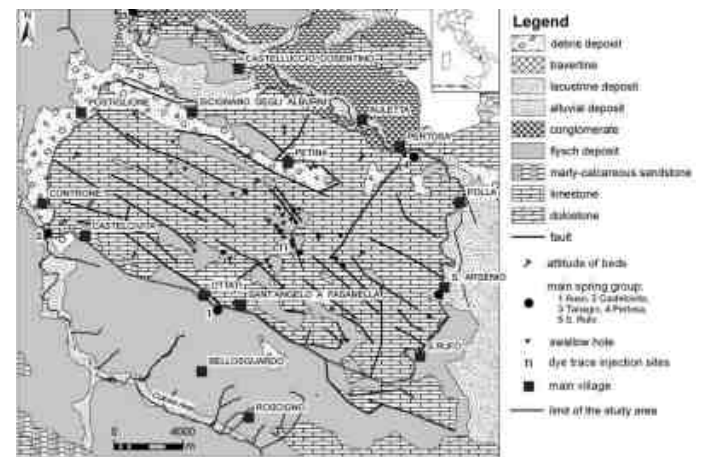 N
CASTELLUCCIO COSENTINO
POSTIGLIONE
SICIGNANO DEGLI ALBURNI
AULETTA
PERTOSA
PETINA
POLLA
CONTRONE
CASTELCIVITA
T1
S. ARSENIO
OTTATI
SANT'ANGELO A FASANELLA
1
S. RUFO
BELLOSGUARDO
ROSCIGNO
0 4000
m
Legend
debris deposit
travertine
lacustrine deposit
alluvial deposit
conglomerate
flysch deposit
marly-calcareous sandstone
limestone
dolostone
fault
attitude of beds
main spring group:
1 Auso, 2 Castelcivita,
3 Tanagro, 4 Pertosa,
5 S. Rufo
swallow hole
T1 dye trace injection sites
main village
limit of the study area